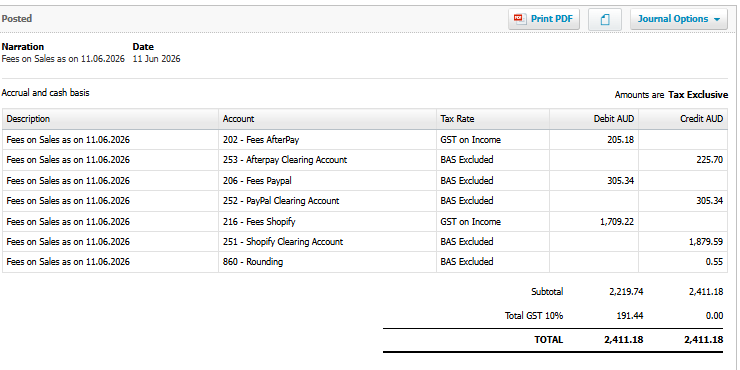 Posted Print PDF Journal Options
Narration Date
Fees on Sales as on 11.06.2026 11 Jun 2026
Accrual and cash basis Amounts are Tax Exclusive
Description Account Tax Rate Debit AUD Credit AUD
Fees on Sales as on 11.06.2026 202 - Fees AfterPay GST on Income 205.18
Fees on Sales as on 11.06.2026 253 - Afterpay Clearing Account BAS Excluded 225.70
Fees on Sales as on 11.06.2026 206 - Fees Paypal BAS Excluded 305.34
Fees on Sales as on 11.06.2026 252 - PayPal Clearing Account BAS Excluded 305.34
Fees on Sales as on 11.06.2026 216 - Fees Shopify GST on Income 1,709.22
Fees on Sales as on 11.06.2026 251 - Shopify Clearing Account BAS Excluded 1,879.59
Fees on Sales as on 11.06.2026 860 - Rounding BAS Excluded 0.55
Subtotal 2,219.74 2,411.18
Total GST 10% 191.44 0.00
TOTAL 2,411.18 2,411.18